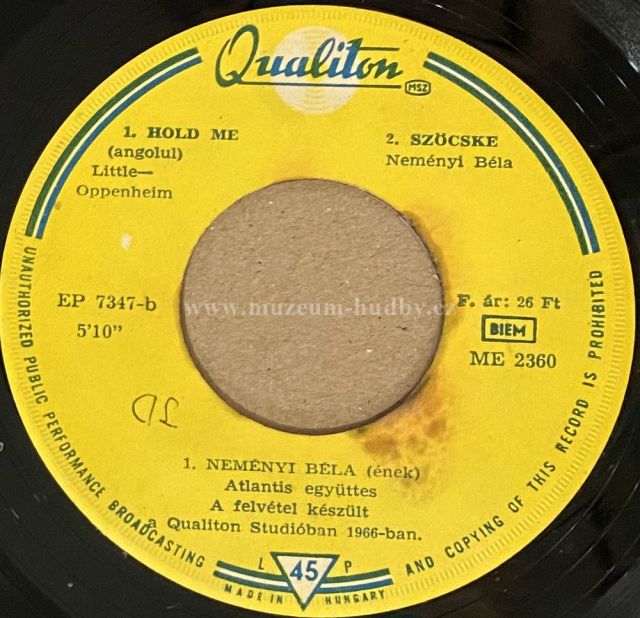 Qualiton
MSZ
1. HOLD ME
(angolul)
Little—
Oppenheim
2. SZÖCSKE
Neményi Béla
EP 7347-b
5'10"
www.muzeum-hudby.cz
F. ár: 26 Ft
BIEM
ME 2360
JD
1. NEMÉNYI BÉLA (ének)
Atlantis együttes
A felvétel készült
a Qualiton Studióban 1966-ban.
L 45 P
MADE IN HUNGARY
UNAUTHORIZED PUBLIC PERFORMANCE BROADCASTING AND COPYING OF THIS RECORD IS PROHIBITED